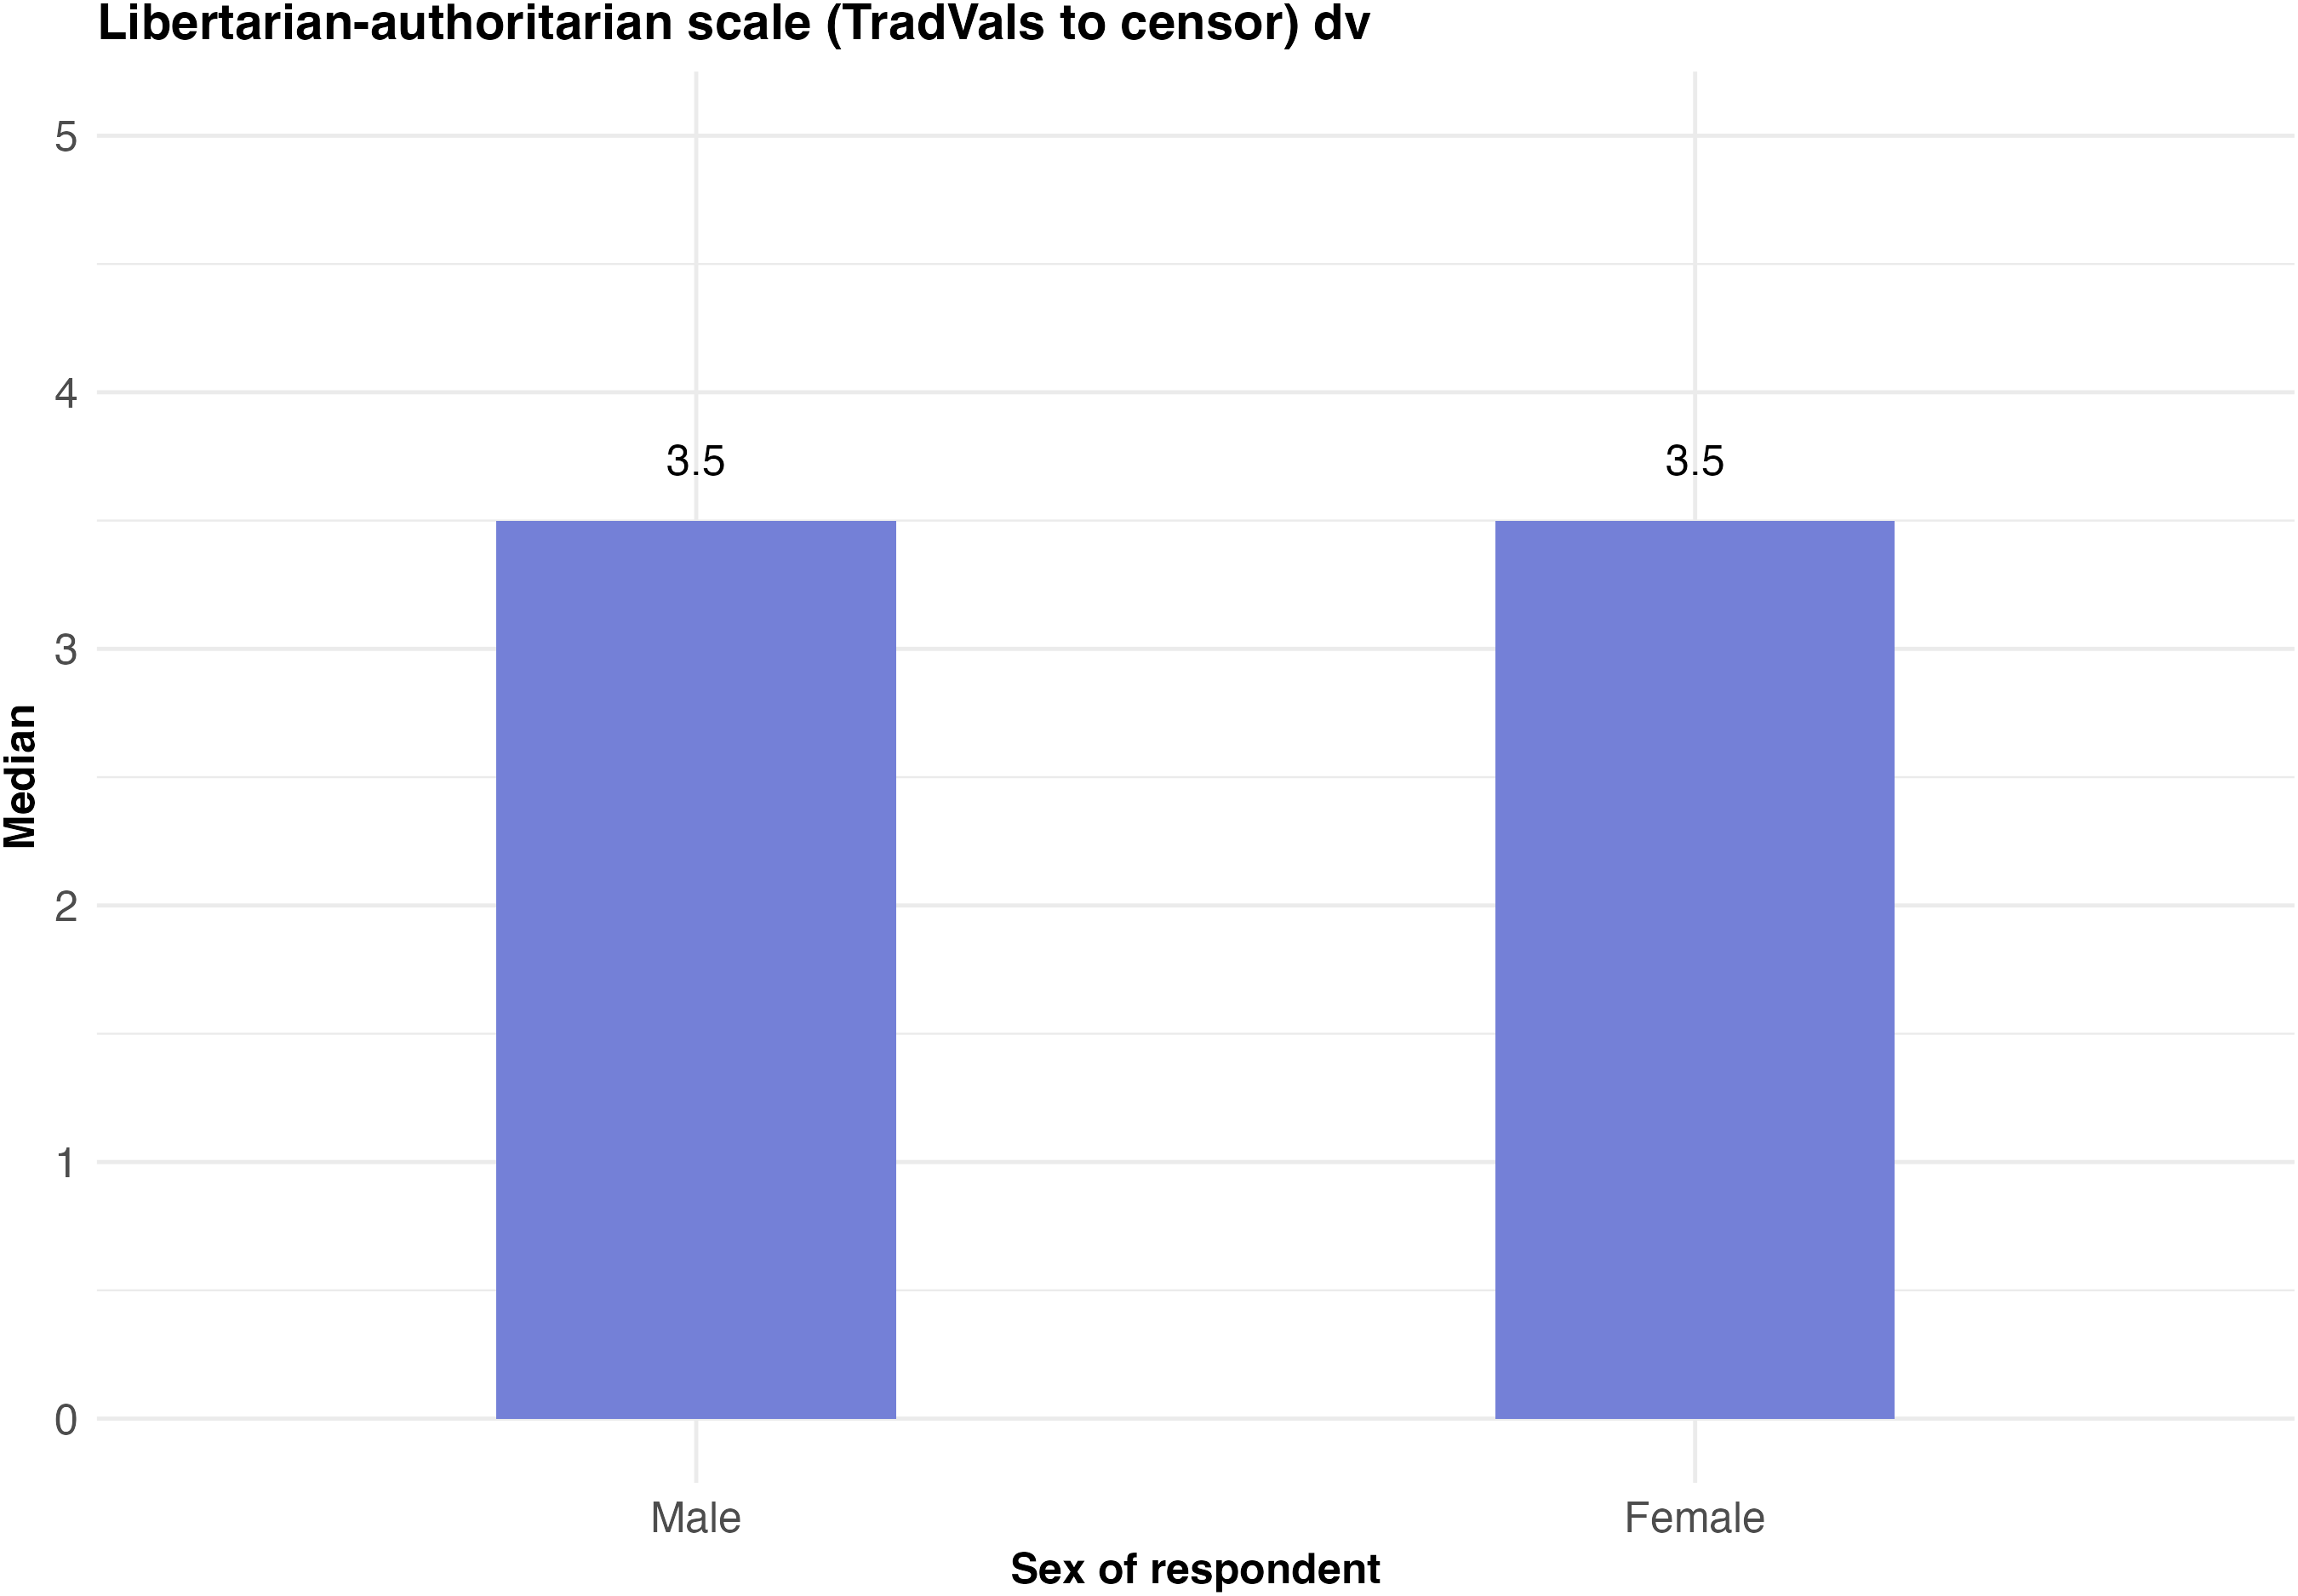 Libertarian-authoritarian scale (TradVals to censor) dv
5
4
3
2
1
0
Median
3.5
3.5
Male
Female
Sex of respondent